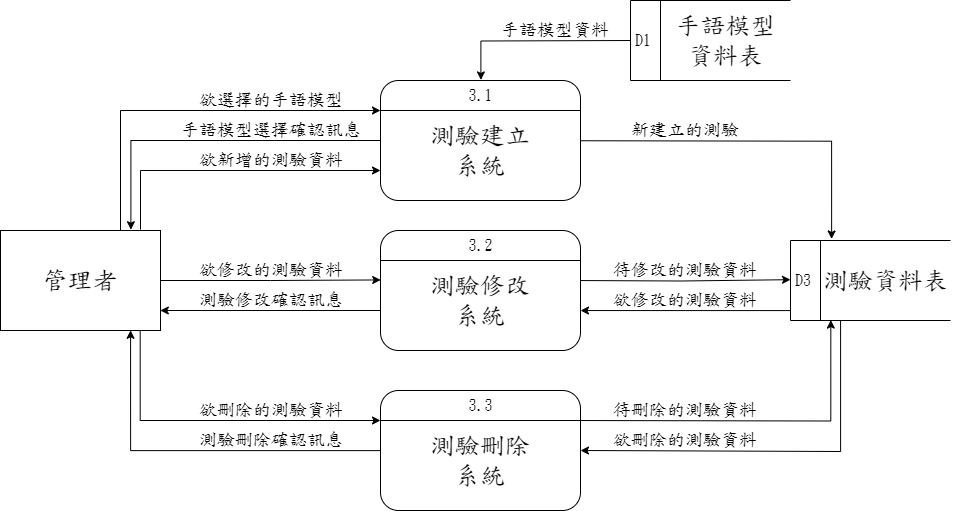 手語模型資料
D1
手語模型
資料表
3.1
欲選擇的手語模型
手語模型選擇確認訊息
測驗建立
系統
新建立的測驗
欲新增的測驗資料
3.2
管理者
欲修改的測驗資料
測驗修改確認訊息
測驗修改
系統
待修改的測驗資料
欲修改的測驗資料
D3
測驗資料表
3.3
欲刪除的測驗資料
測驗刪除確認訊息
測驗刪除
系統
待刪除的測驗資料
欲刪除的測驗資料